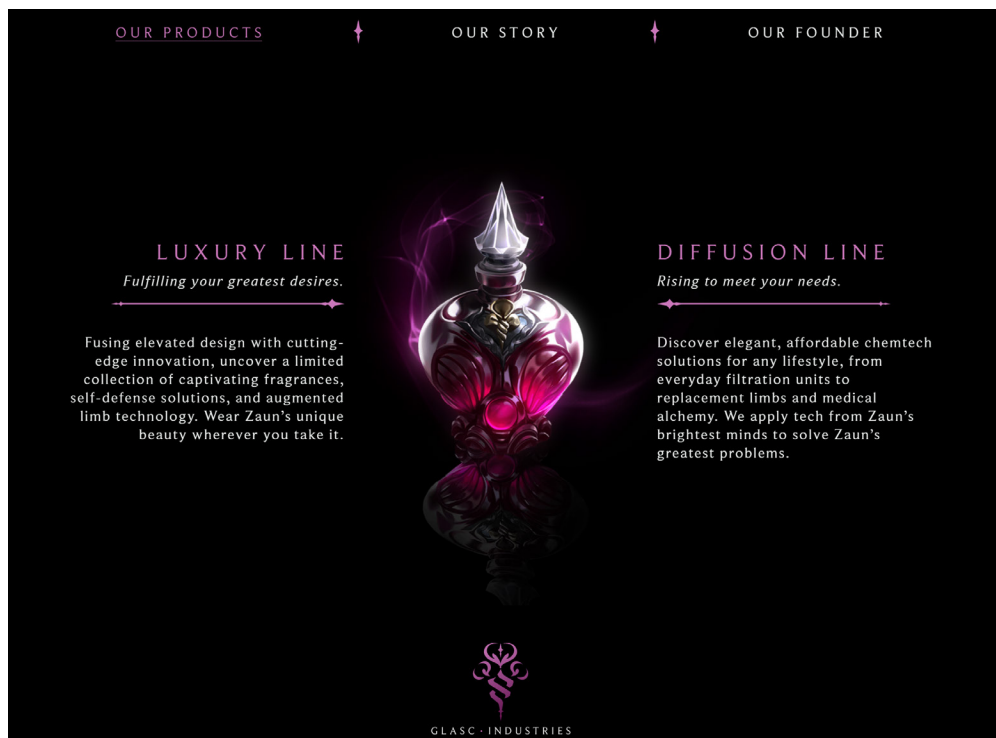 OUR PRODUCTS
OUR STORY
OUR FOUNDER
LUXURY LINE
Fulfilling your greatest desires.
Fusing elevated design with cutting-
edge innovation, uncover a limited
collection of captivating fragrances,
self-defense solutions, and augmented
limb technology. Wear Zaun’s unique
beauty wherever you take it.
DIFFUSION LINE
Rising to meet your needs.
Discover elegant, affordable chemtech
solutions for any lifestyle, from
everyday filtration units to
replacement limbs and medical
alchemy. We apply tech from Zaun’s
brightest minds to solve Zaun’s
greatest problems.
GLASC · INDUSTRIES